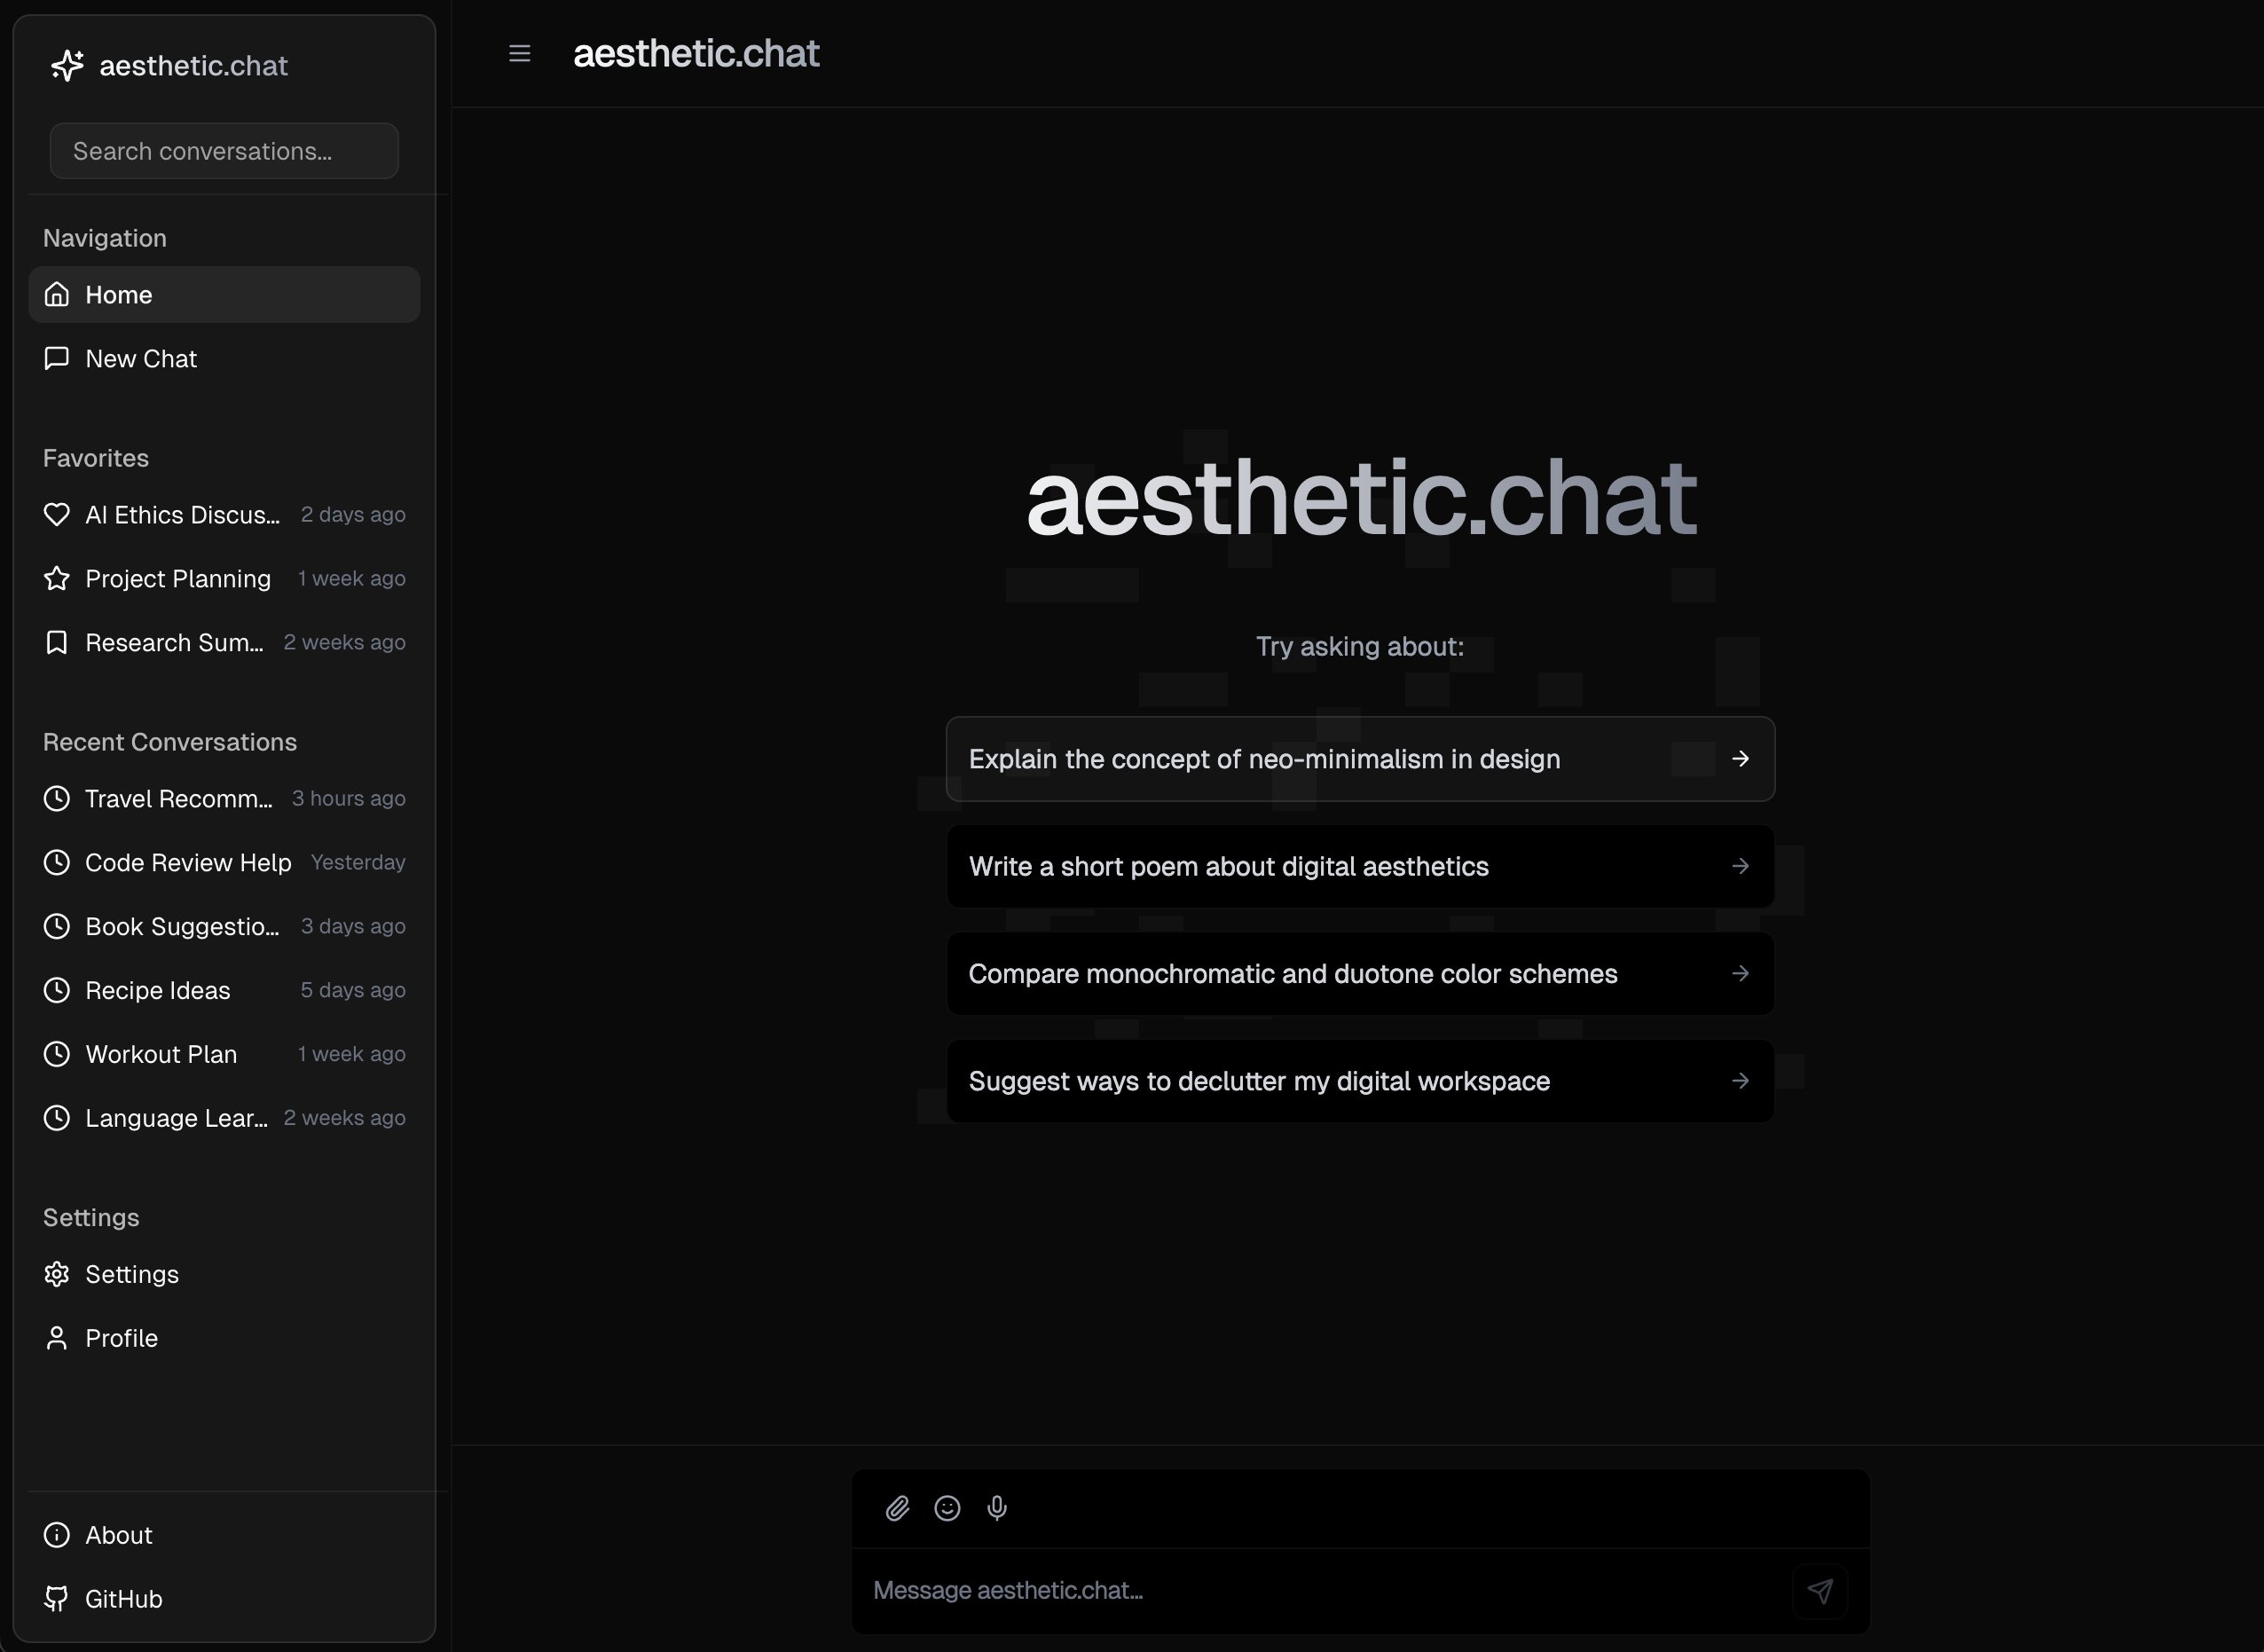 aesthetic.chat
Search conversations...
Navigation
Home
New Chat
Favorites
AI Ethics Discus... 2 days ago
Project Planning 1 week ago
Research Sum... 2 weeks ago
Recent Conversations
Travel Recomm... 3 hours ago
Code Review Help Yesterday
Book Suggestio... 3 days ago
Recipe Ideas 5 days ago
Workout Plan 1 week ago
Language Lear... 2 weeks ago
Settings
Settings
Profile
About
GitHub
aesthetic.chat
aesthetic.chat
Try asking about:
Explain the concept of neo-minimalism in design
Write a short poem about digital aesthetics
Compare monochromatic and duotone color schemes
Suggest ways to declutter my digital workspace
Message aesthetic.chat...